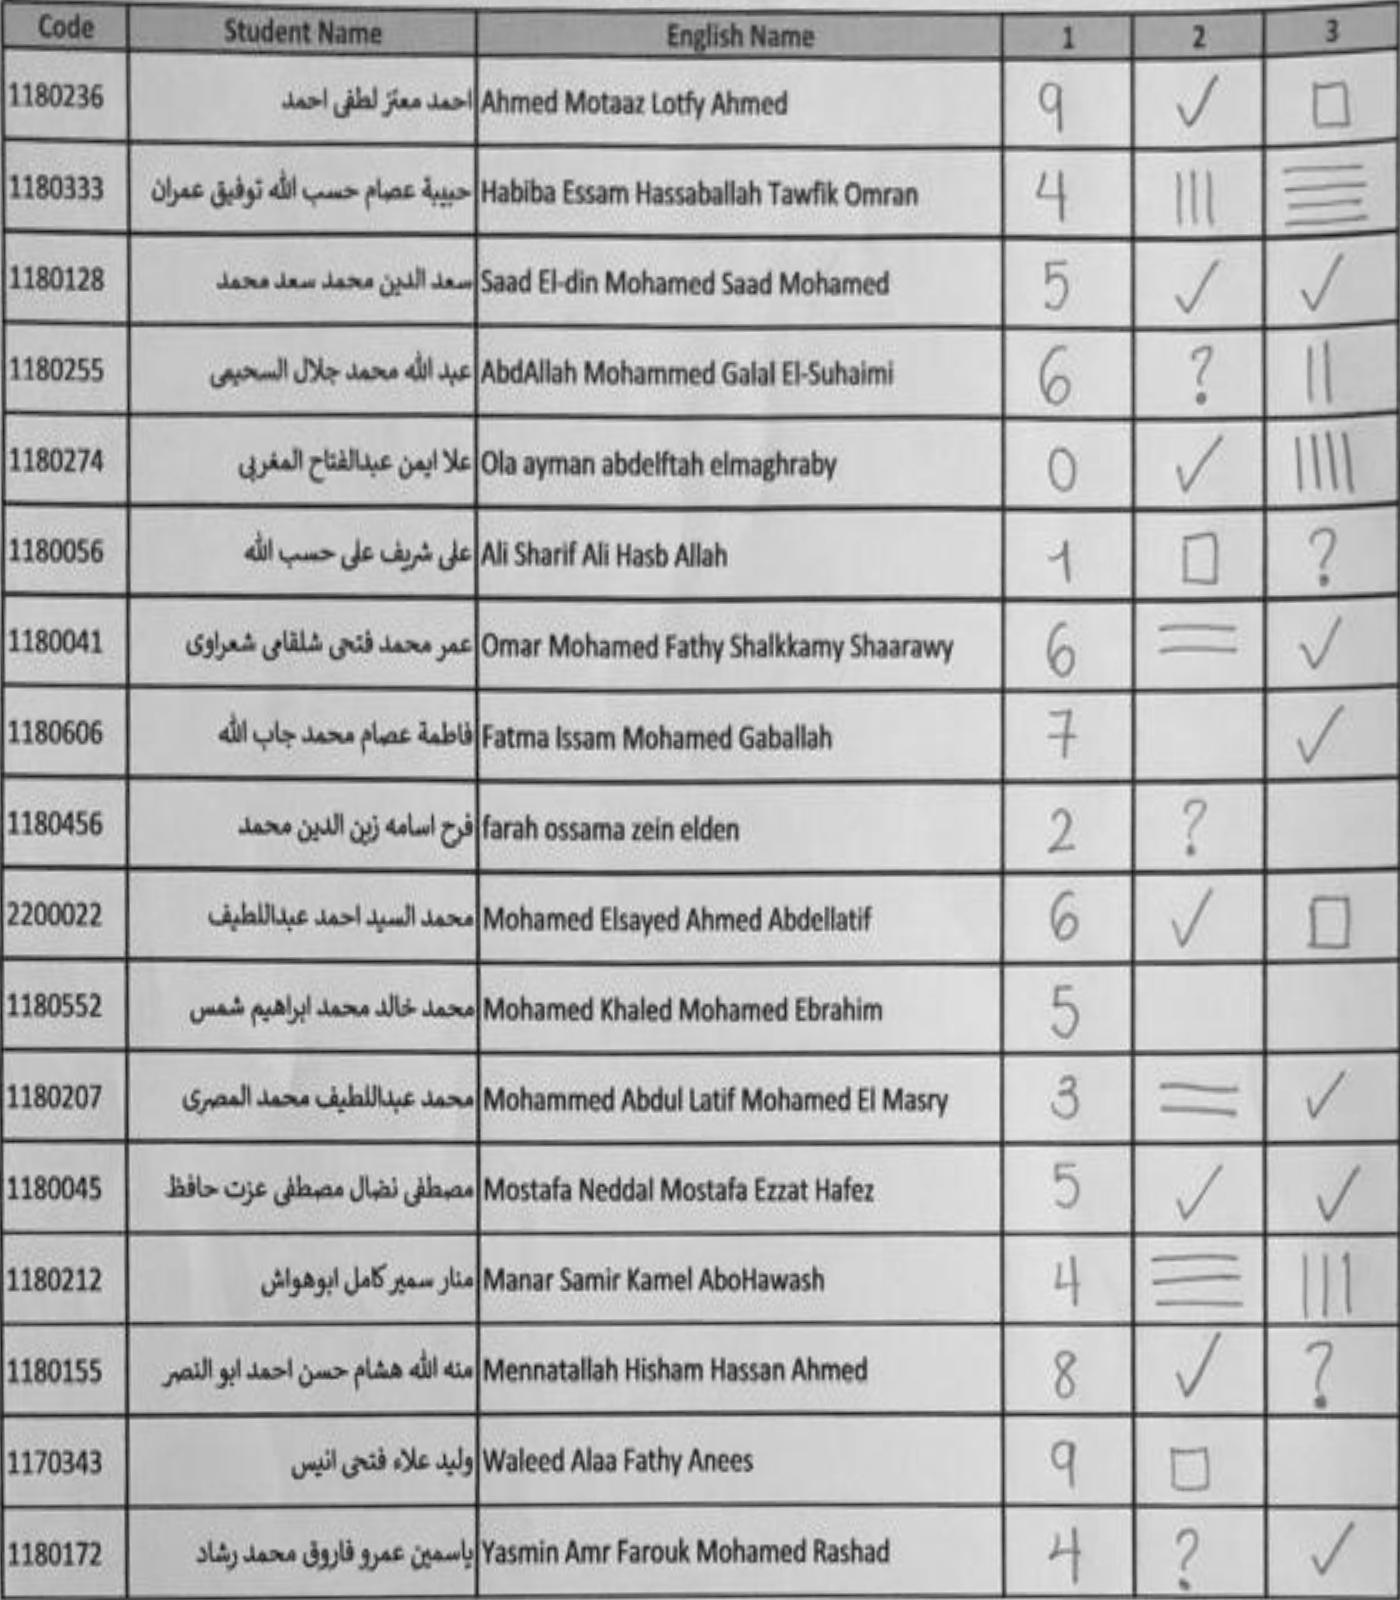 Code Student Name English Name 1 2 3
1180236 احمد معتز لطفى احمد Ahmed Motaaz Lotfy Ahmed 9 ✓ □
1180333 حبيبة عصام حسب الله توفيق عمران Habiba Essam Hassaballah Tawfik Omran 4 ||| ≡
1180128 سعد الدين محمد سعد محمد Saad El-din Mohamed Saad Mohamed 5 ✓ ✓
1180255 عبد الله محمد جلال السحيمى AbdAllah Mohammed Galal El-Suhaimi 6 ? ||
1180274 علا ايمن عبدالفتاح المغربى Ola ayman abdelftah elmaghraby 0 ✓ ||||
1180056 على شريف على حسب الله Ali Sharif Ali Hasb Allah 1 □ ?
1180041 عمر محمد فتحى شلقامى شعراوى Omar Mohamed Fathy Shalkkamy Shaarawy 6 = ✓
1180606 فاطمة عصام محمد جاب الله Fatma Issam Mohamed Gaballah 7 ✓
1180456 فرح اسامه زين الدين محمد farah ossama zein elden 2 ?
2200022 محمد السيد احمد عبداللطيف Mohamed Elsayed Ahmed Abdellatif 6 ✓ □
1180552 محمد خالد محمد ابراهيم شمس Mohamed Khaled Mohamed Ebrahim 5
1180207 محمد عبداللطيف محمد المصرى Mohammed Abdul Latif Mohamed El Masry 3 = ✓
1180045 مصطفى نضال مصطفى عزت حافظ Mostafa Neddal Mostafa Ezzat Hafez 5 ✓ ✓
1180212 منار سمير كامل ابوهواش Manar Samir Kamel AboHawash 4 ≡ |||
1180155 منه الله هشام حسن احمد ابو النصر Mennatallah Hisham Hassan Ahmed 8 ✓ ?
1170343 وليد علاء فتحى انيس Waleed Alaa Fathy Anees 9 □
1180172 ياسمين عمرو فاروق محمد رشاد Yasmin Amr Farouk Mohamed Rashad 4 ? ✓